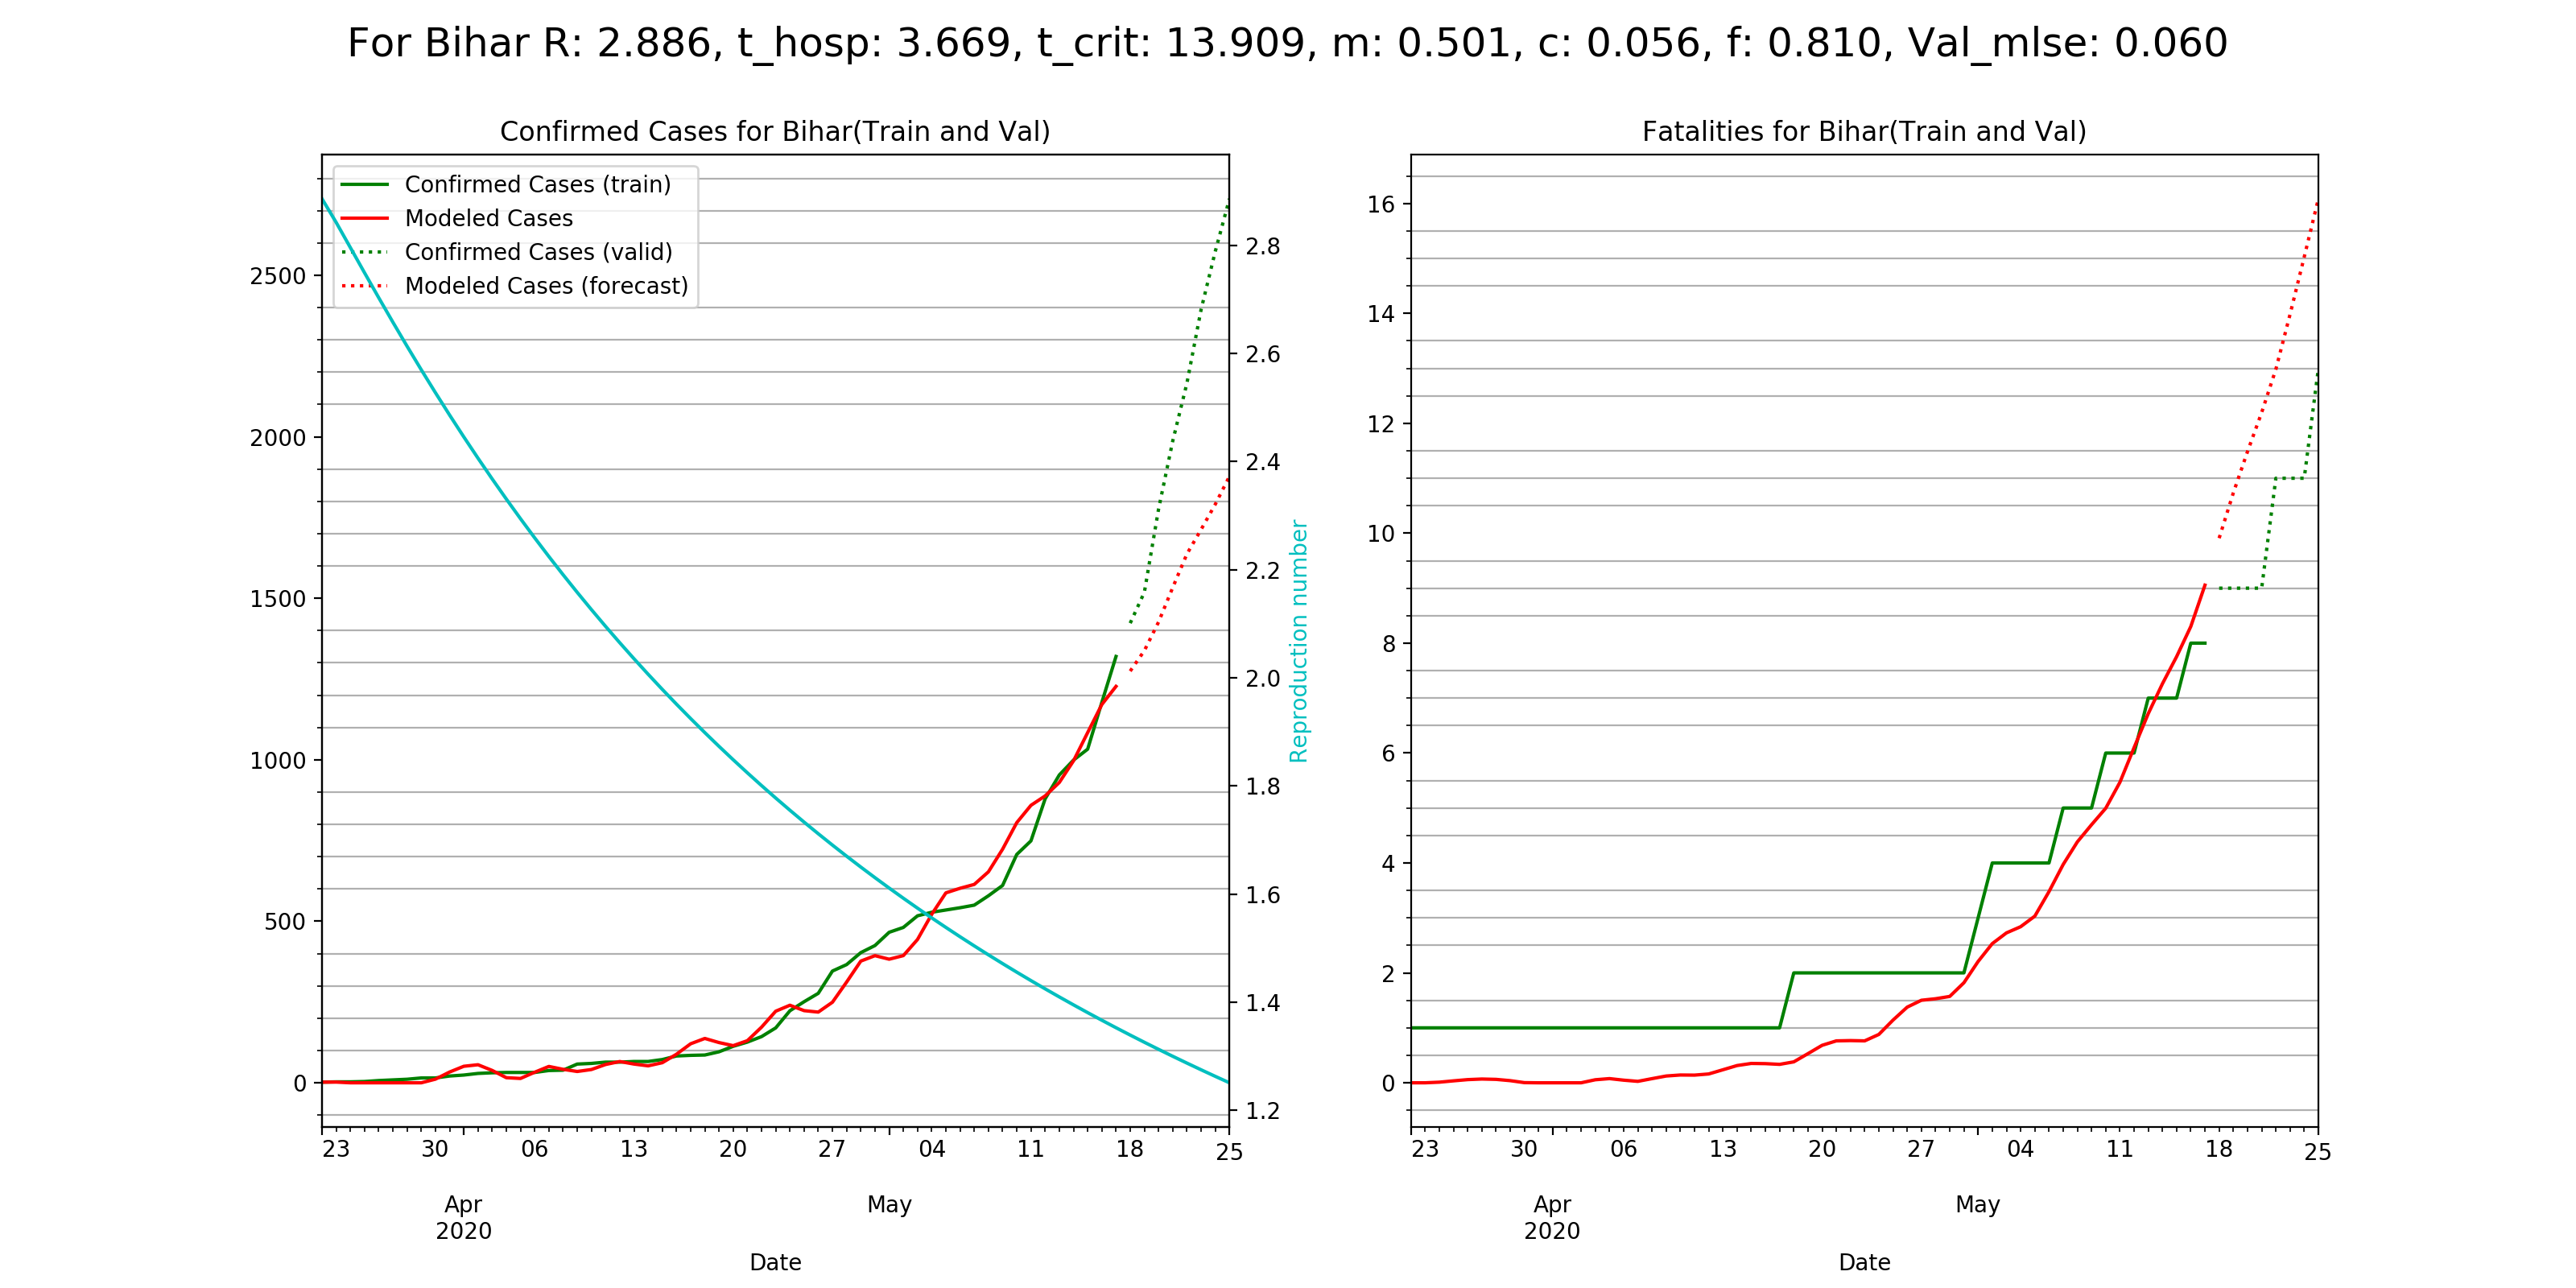 For Bihar R: 2.886, t_hosp: 3.669, t_crit: 13.909, m: 0.501, c: 0.056, f: 0.810, Val_mlse: 0.060
Confirmed Cases for Bihar(Train and Val)
Confirmed Cases (train)
Modeled Cases
Confirmed Cases (valid)
Modeled Cases (forecast)
2500
2000
1500
1000
500
0
2.8
2.6
2.4
2.2
2.0
1.8
1.6
1.4
1.2
Reproduction number
23 30 06 13 20 27 04 11 18 25
Apr May
2020
Date
Fatalities for Bihar(Train and Val)
16
14
12
10
8
6
4
2
0
23 30 06 13 20 27 04 11 18 25
Apr May
2020
Date